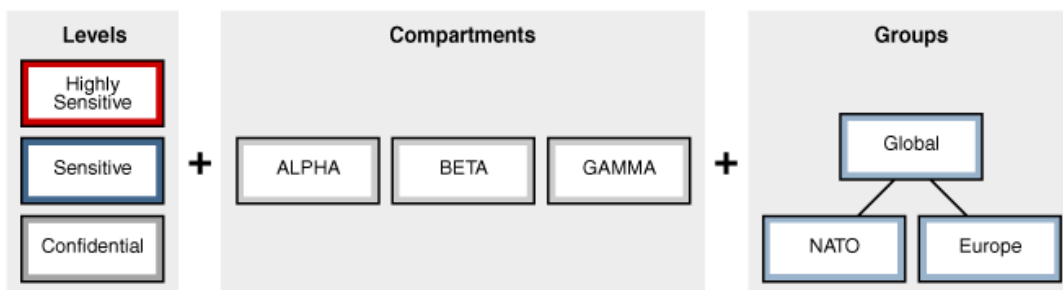 Levels
Highly
Sensitive
Sensitive
Confidential
+
Compartments
ALPHA
BETA
GAMMA
+
Groups
Global
NATO
Europe